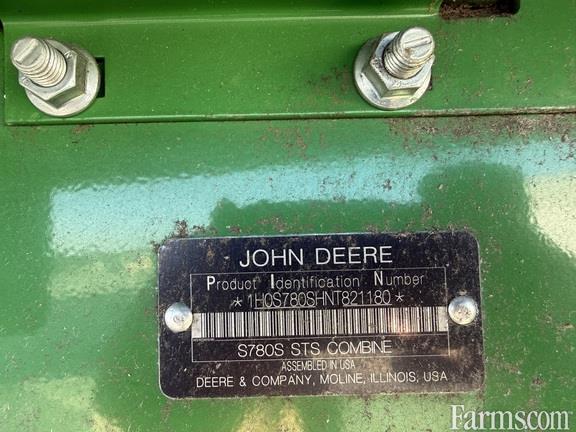 JOHN DEERE
Product Identification Number
*1H0S780SHNT821180*
S780S STS COMBINE
ASSEMBLED IN USA
DEERE & COMPANY, MOLINE, ILLINOIS, USA
Farms.com